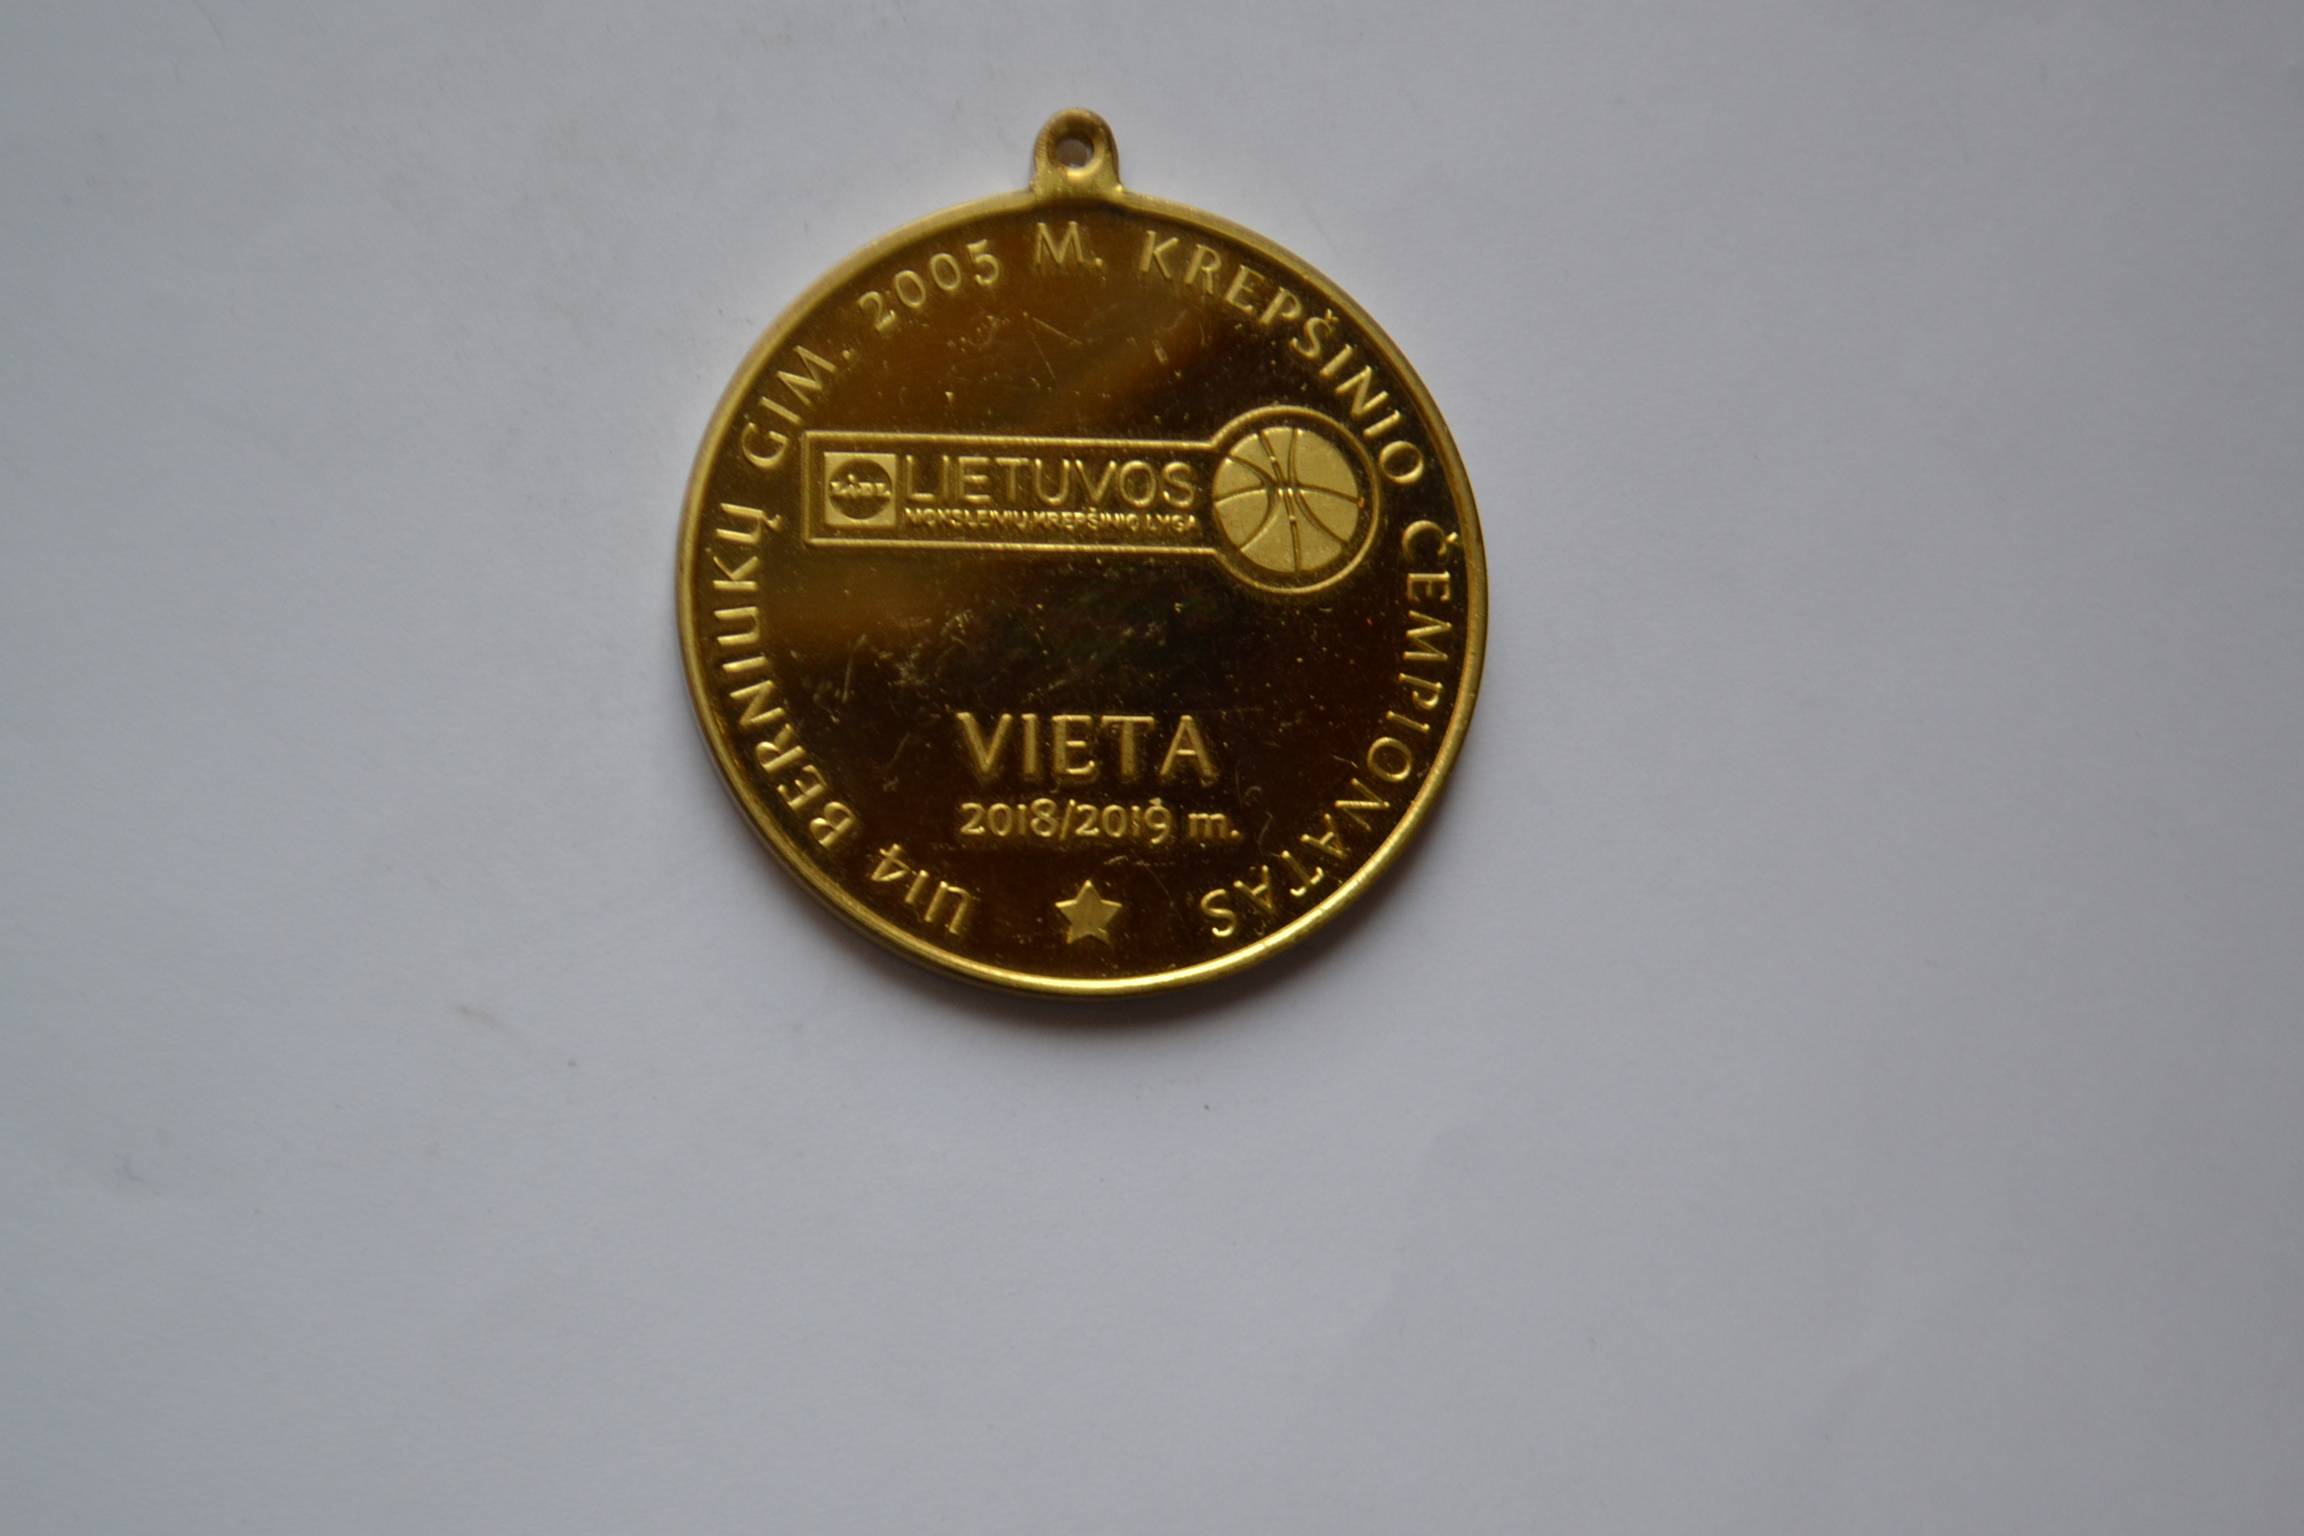 U14 BERNIUKŲ GIM. 2005 M. KREPŠINIO ČEMPIONATAS
LiDL
LIETUVOS
MOKSLEIVIŲ KREPŠINIO LYGA
VIETA
2018/2019 m.